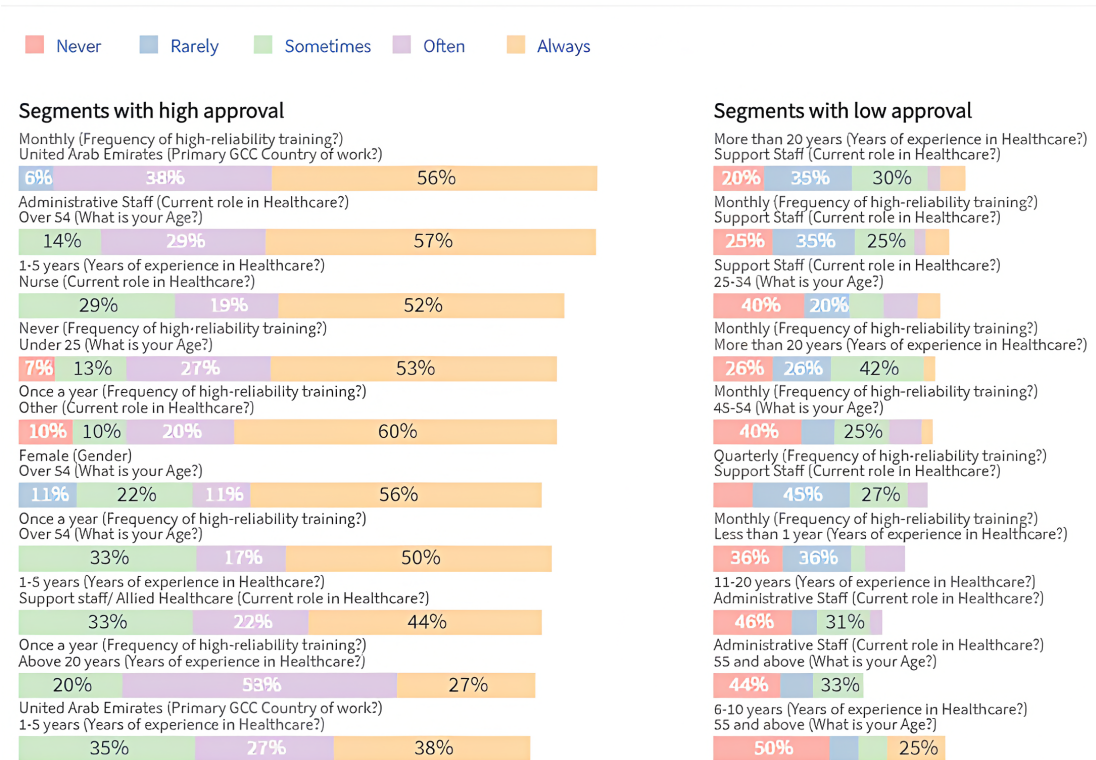 Never Rarely Sometimes Often Always
Segments with high approval
Monthly (Frequency of high-reliability training?)
United Arab Emirates (Primary GCC Country of work?)
6% 38% 56%
Administrative Staff (Current role in Healthcare?)
Over 54 (What is your Age?)
14% 29% 57%
1-5 years (Years of experience in Healthcare?)
Nurse (Current role in Healthcare?)
29% 19% 52%
Never (Frequency of high-reliability training?)
Under 25 (What is your Age?)
7% 13% 27% 53%
Once a year (Frequency of high-reliability training?)
Other (Current role in Healthcare?)
10% 10% 20% 60%
Female (Gender)
Over 54 (What is your Age?)
11% 22% 11% 56%
Once a year (Frequency of high-reliability training?)
Over 54 (What is your Age?)
33% 17% 50%
1-5 years (Years of experience in Healthcare?)
Support staff/ Allied Healthcare (Current role in Healthcare?)
33% 22% 44%
Once a year (Frequency of high-reliability training?)
Above 20 years (Years of experience in Healthcare?)
20% 53% 27%
United Arab Emirates (Primary GCC Country of work?)
1-5 years (Years of experience in Healthcare?)
35% 27% 38%
Segments with low approval
More than 20 years (Years of experience in Healthcare?)
Support Staff (Current role in Healthcare?)
20% 35% 30%
Monthly (Frequency of high-reliability training?)
Support Staff (Current role in Healthcare?)
25% 35% 25%
Support Staff (Current role in Healthcare?)
25-34 (What is your Age?)
40% 20%
Monthly (Frequency of high-reliability training?)
More than 20 years (Years of experience in Healthcare?)
26% 26% 42%
Monthly (Frequency of high-reliability training?)
45-54 (What is your Age?)
40% 25%
Quarterly (Frequency of high-reliability training?)
Support Staff (Current role in Healthcare?)
45% 27%
Monthly (Frequency of high-reliability training?)
Less than 1 year (Years of experience in Healthcare?)
36% 36%
11-20 years (Years of experience in Healthcare?)
Administrative Staff (Current role in Healthcare?)
46% 31%
Administrative Staff (Current role in Healthcare?)
55 and above (What is your Age?)
44% 33%
6-10 years (Years of experience in Healthcare?)
55 and above (What is your Age?]
50% 25%